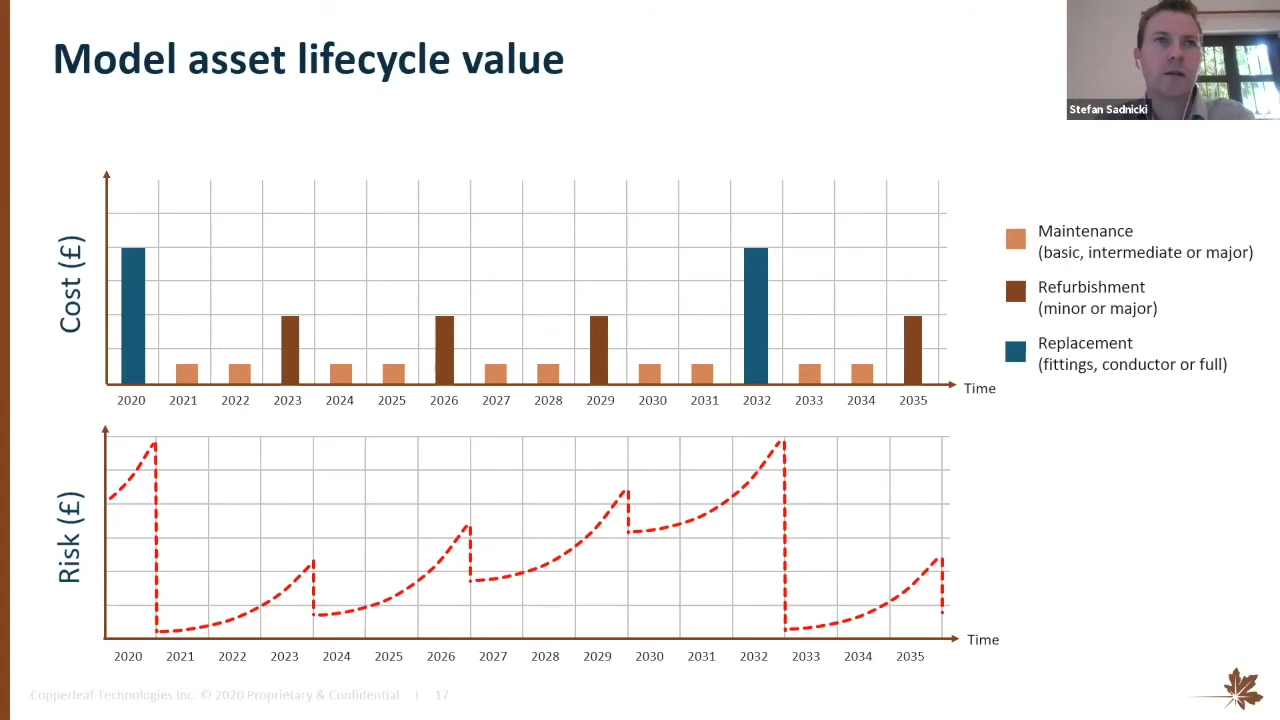 Model asset lifecycle value
Stefan Sadnicki
Cost (£)
Maintenance
(basic, intermediate or major)
Refurbishment
(minor or major)
Replacement
(fittings, conductor or full)
Time
2020 2021 2022 2023 2024 2025 2026 2027 2028 2029 2030 2031 2032 2033 2034 2035
Risk (£)
Time
2020 2021 2022 2023 2024 2025 2026 2027 2028 2029 2030 2031 2032 2033 2034 2035
Copperleaf Technologies Inc. © 2020 Proprietary & Confidential | 17